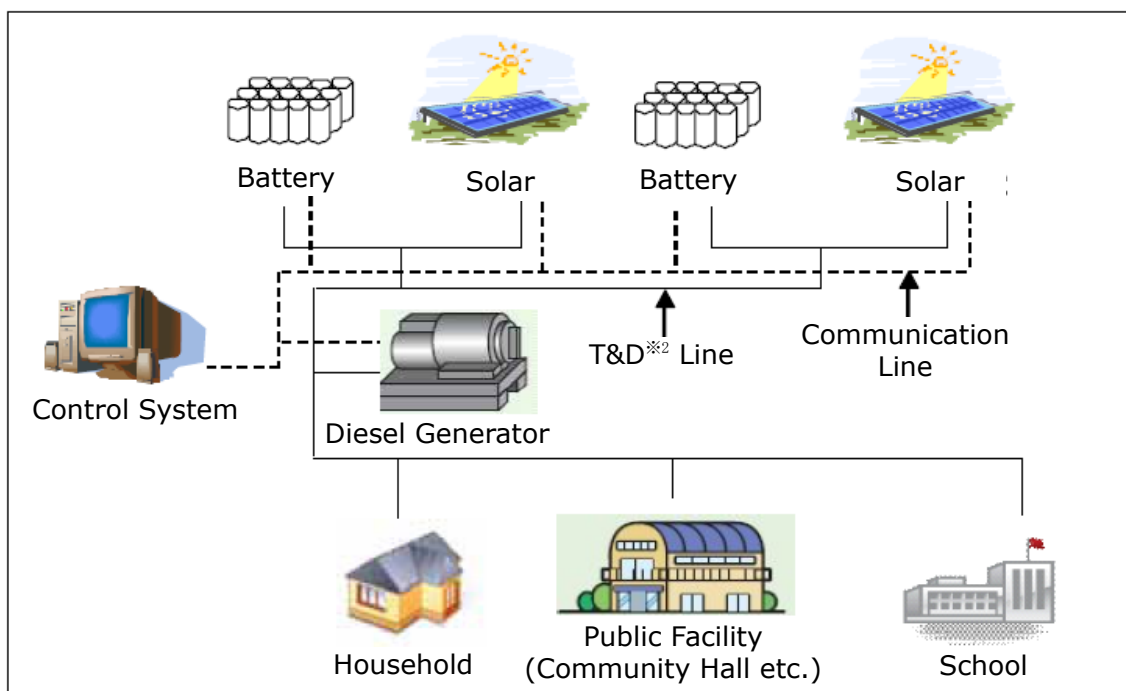 Battery
Solar
Battery
Solar
Control System
T&D※2 Line
Communication
Line
Diesel Generator
Household
Public Facility
(Community Hall etc.)
School